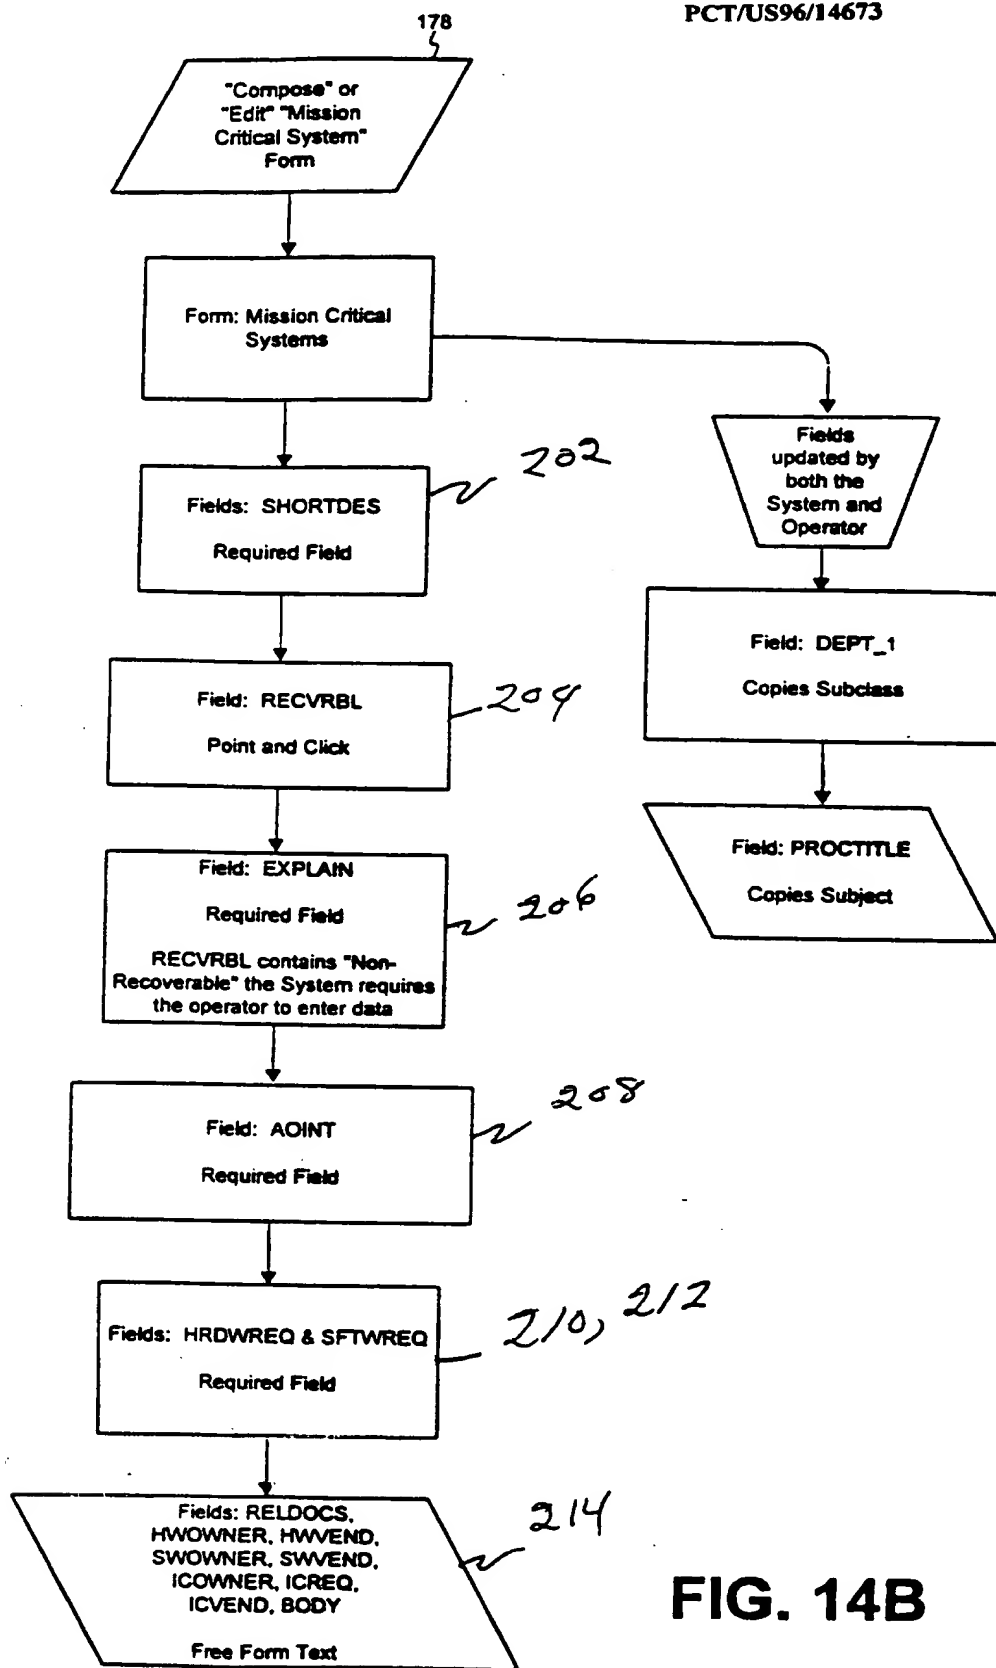 PCT/US96/14673
178
"Compose" or
"Edit" "Mission
Critical System"
Form
Form: Mission Critical
Systems
Fields
updated by
both the
System and
Operator
Fields: SHORTDES
Required Field
202
Field: DEPT_1
Copies Subclass
Field: RECVRBL
Point and Click
204
Field: PROCTITLE
Copies Subject
Field: EXPLAIN
Required Field
RECVRBL contains "Non-
Recoverable" the System requires
the operator to enter data
206
Field: AOINT
Required Field
208
Fields: HRDWREQ & SFTWREQ
Required Field
210, 212
Fields: RELDOCS,
HWOWNER, HWVEND,
SWOWNER, SWVEND,
ICOWNER, ICREQ,
ICVEND, BODY
Free Form Text
214
FIG. 14B